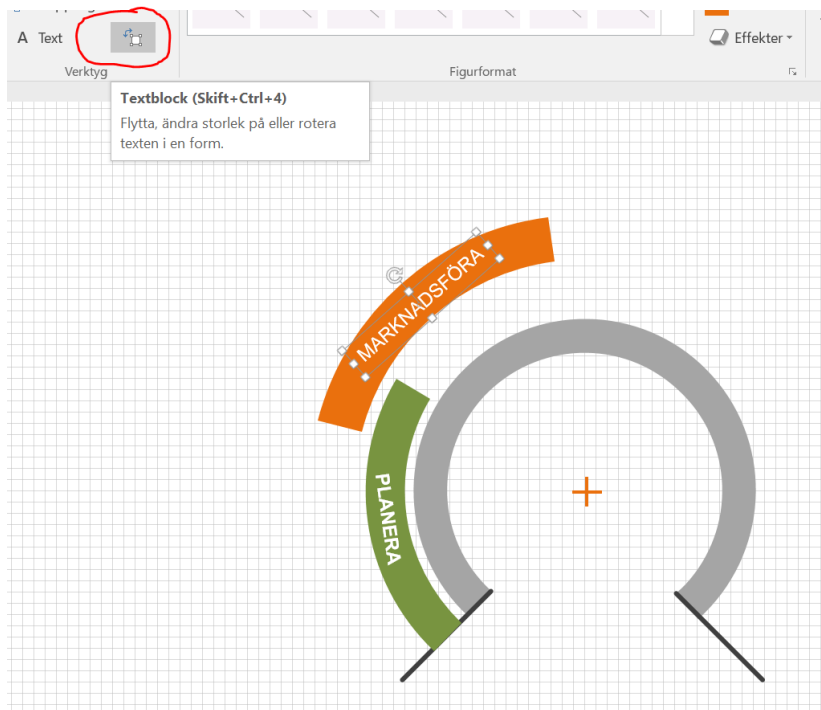 A Text
Effekter
Verktyg
Figurformat
Textblock (Skift+Ctrl+4)
Flytta, ändra storlek på eller rotera
texten i en form.
MARKNADSFÖRA
PLANERA